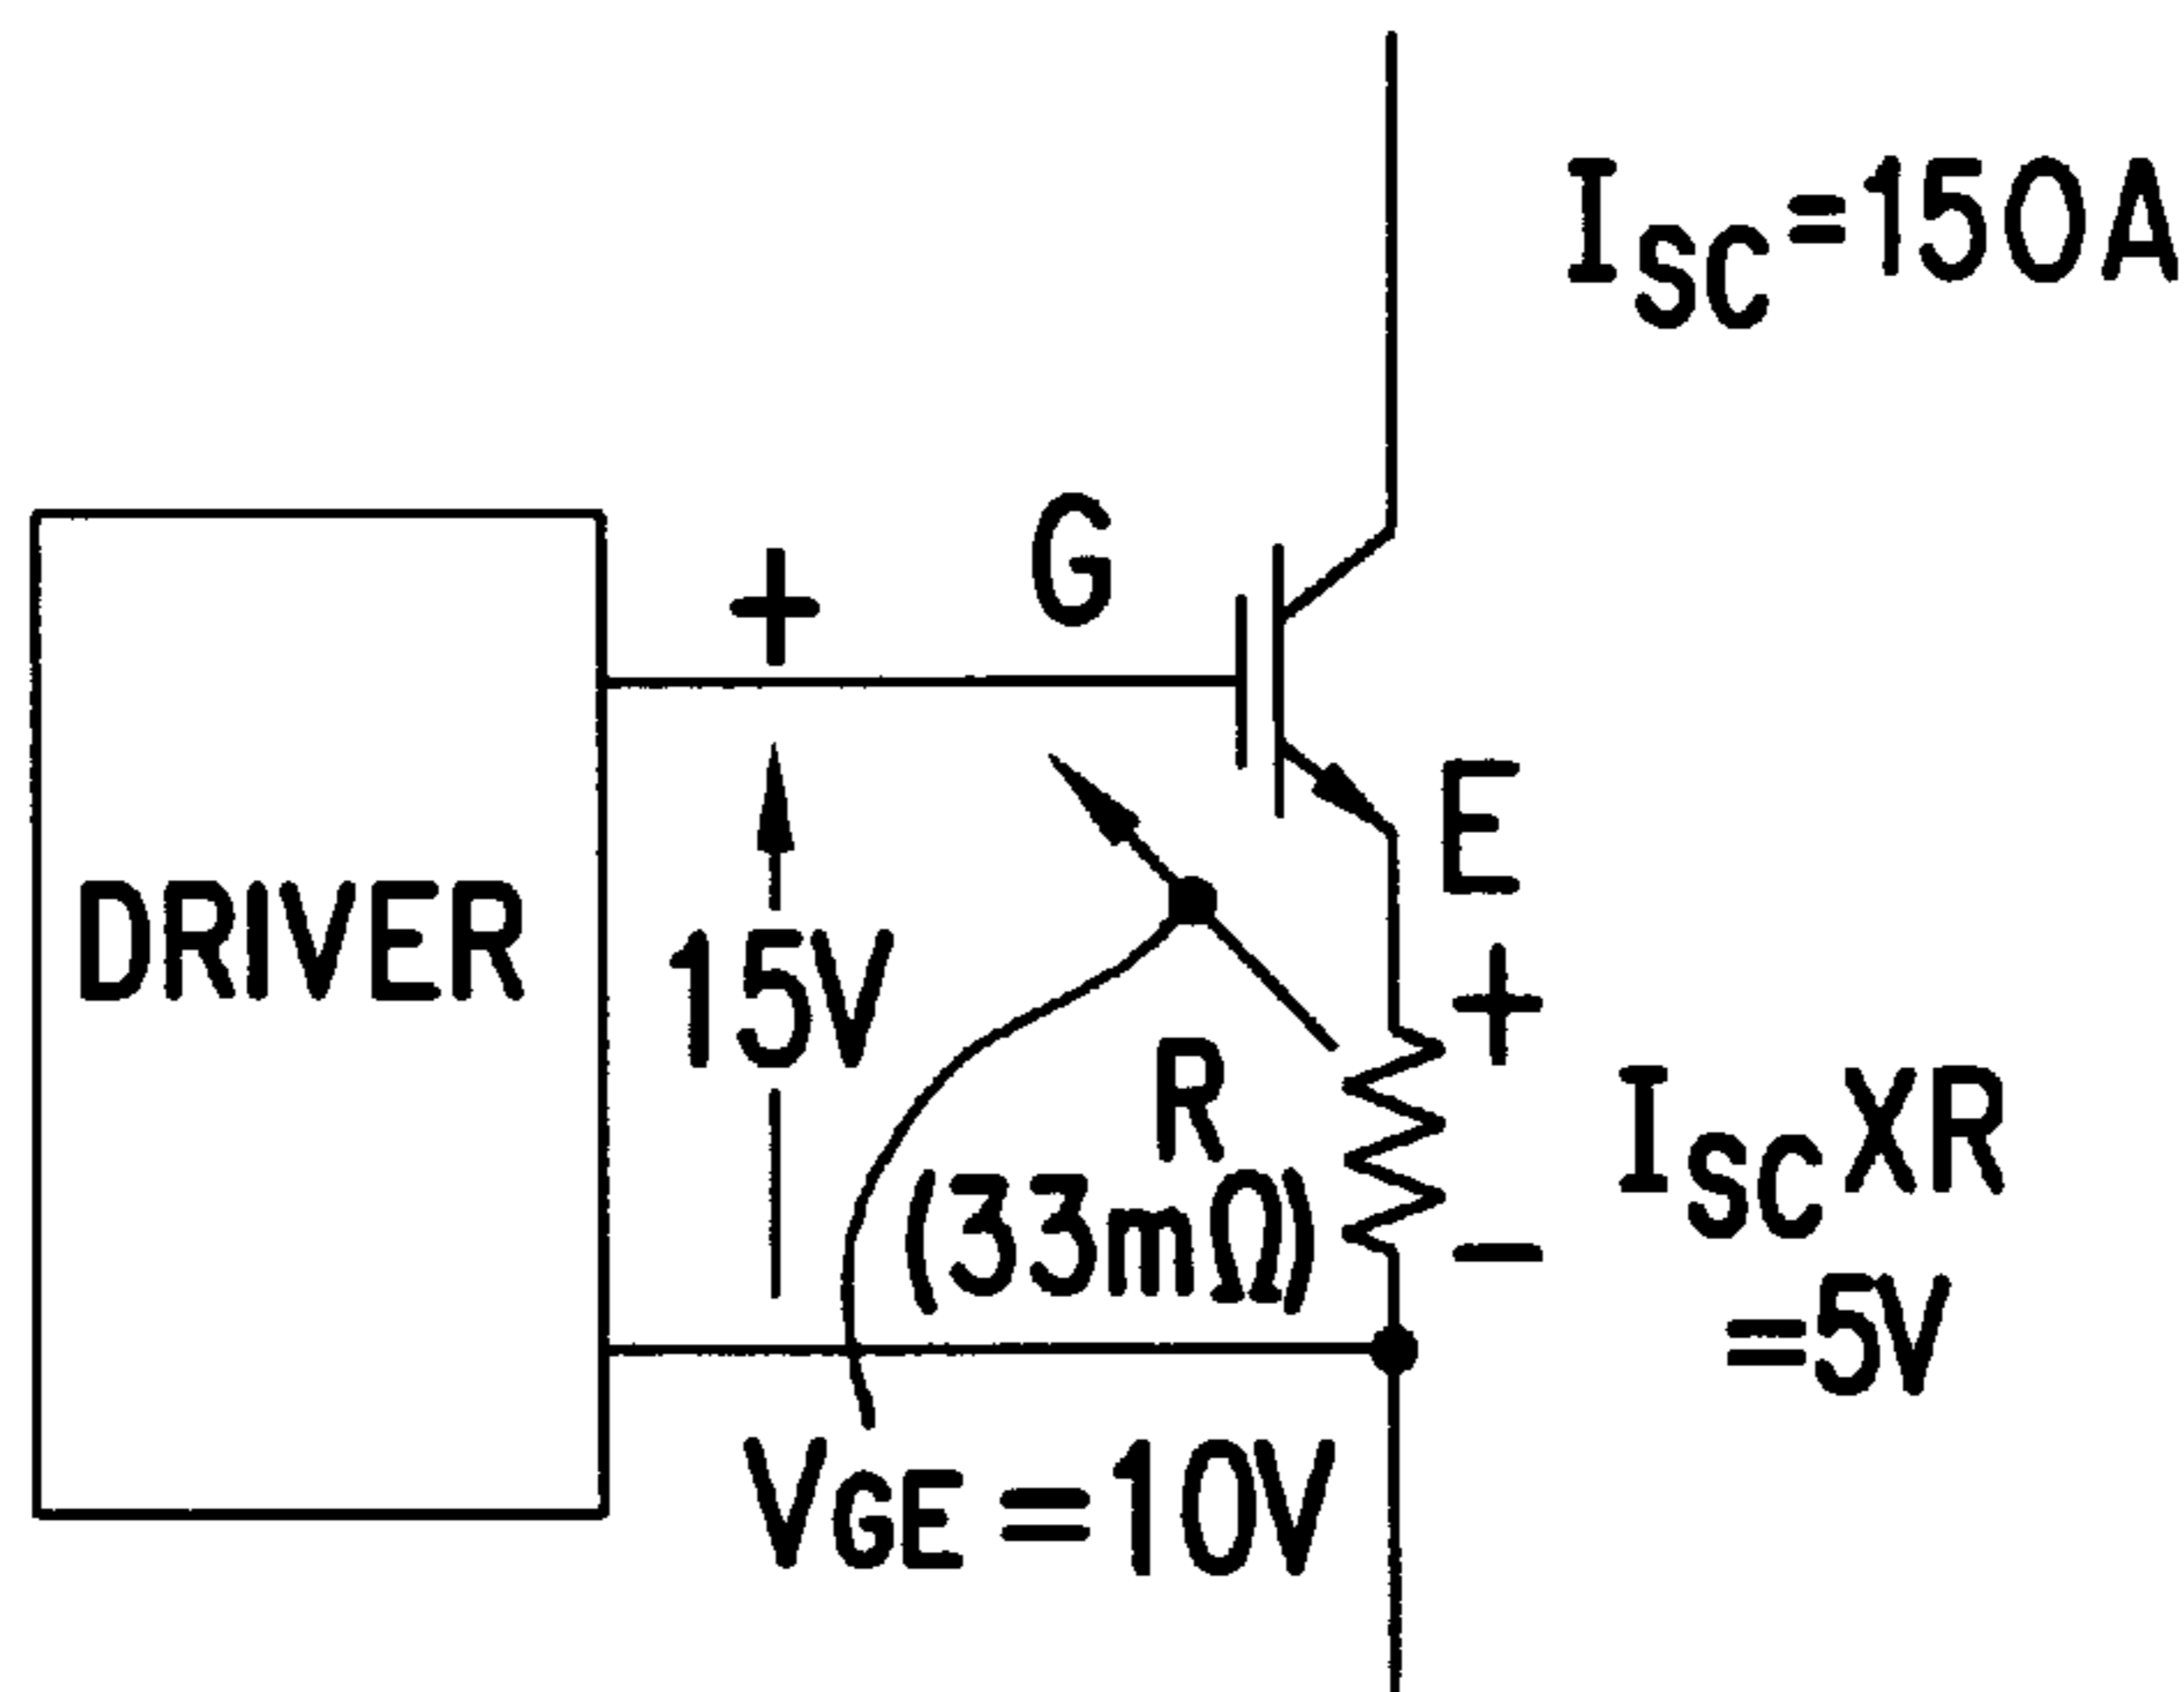 I_SC=150A
+
G
E
DRIVER
15V
+
R
(33mΩ)
I_SC XR
−
=5V
V_GE=10V